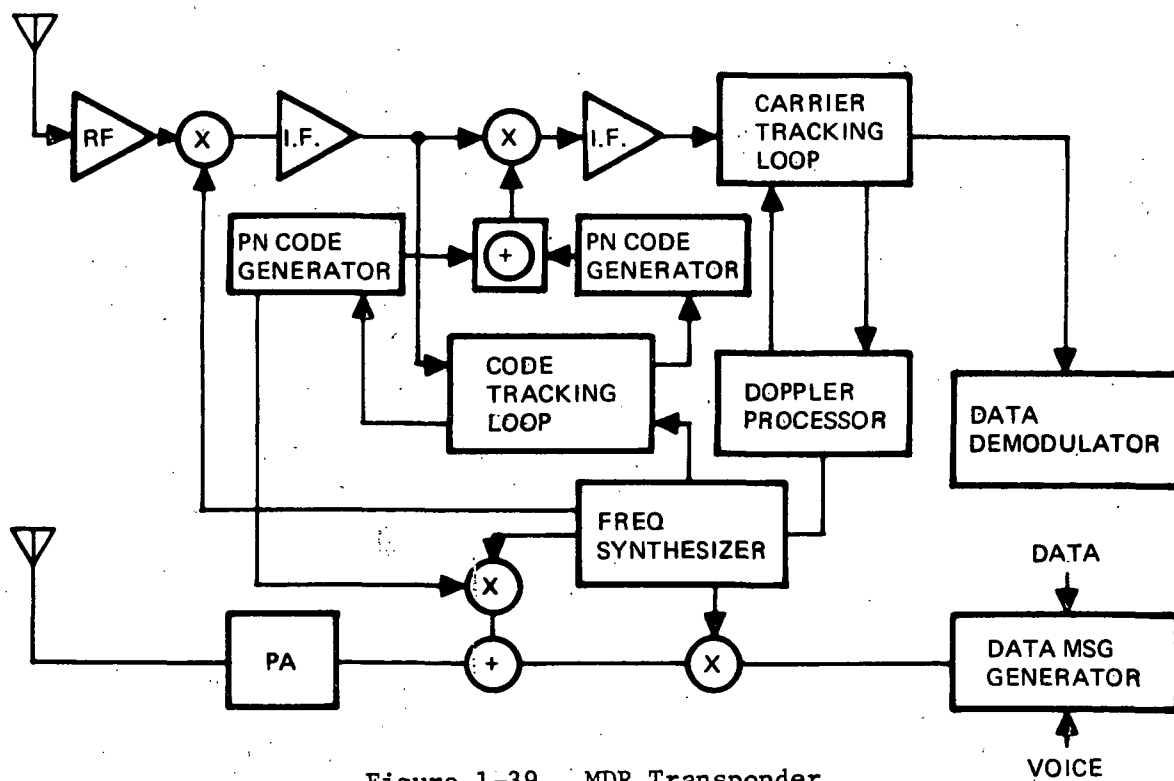 RF
X
I.F.
X
I.F.
CARRIER
TRACKING
LOOP
PN CODE
GENERATOR
+
PN CODE
GENERATOR
CODE
TRACKING
LOOP
DOPPLER
PROCESSOR
DATA
DEMODULATOR
FREQ
SYNTHESIZER
X
DATA
PA
+
X
DATA MSG
GENERATOR
VOICE
Figure 1-39. MDR Transponder